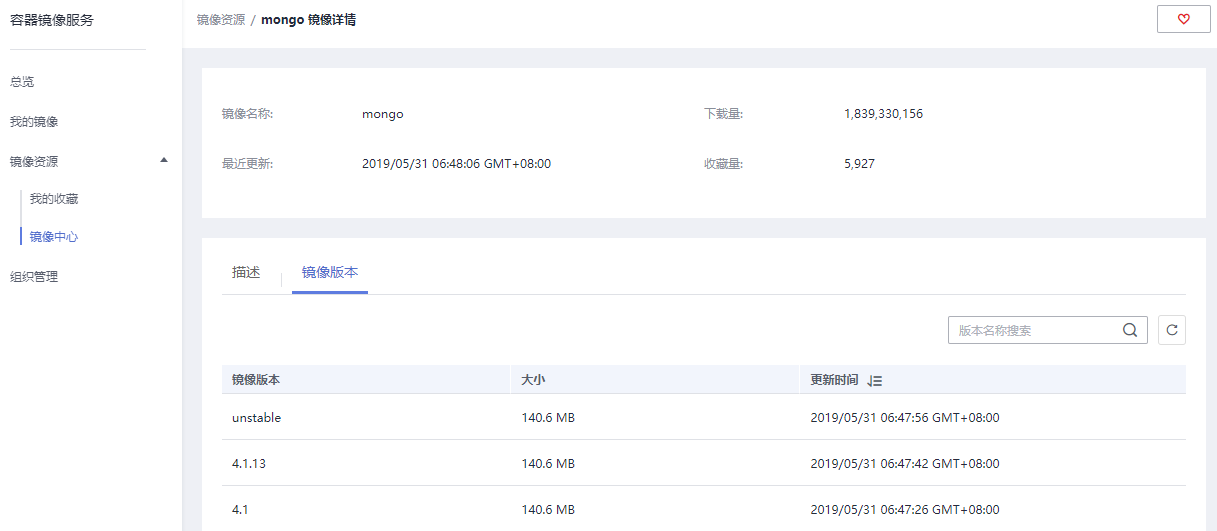 容器镜像服务
镜像资源 / mongo 镜像详情
总览
我的镜像
镜像资源
我的收藏
镜像中心
组织管理
镜像名称: mongo 下载量: 1,839,330,156
最近更新: 2019/05/31 06:48:06 GMT+08:00 收藏量: 5,927
描述 镜像版本
版本名称搜索
镜像版本 大小 更新时间
unstable 140.6 MB 2019/05/31 06:47:56 GMT+08:00
4.1.13 140.6 MB 2019/05/31 06:47:42 GMT+08:00
4.1 140.6 MB 2019/05/31 06:47:26 GMT+08:00